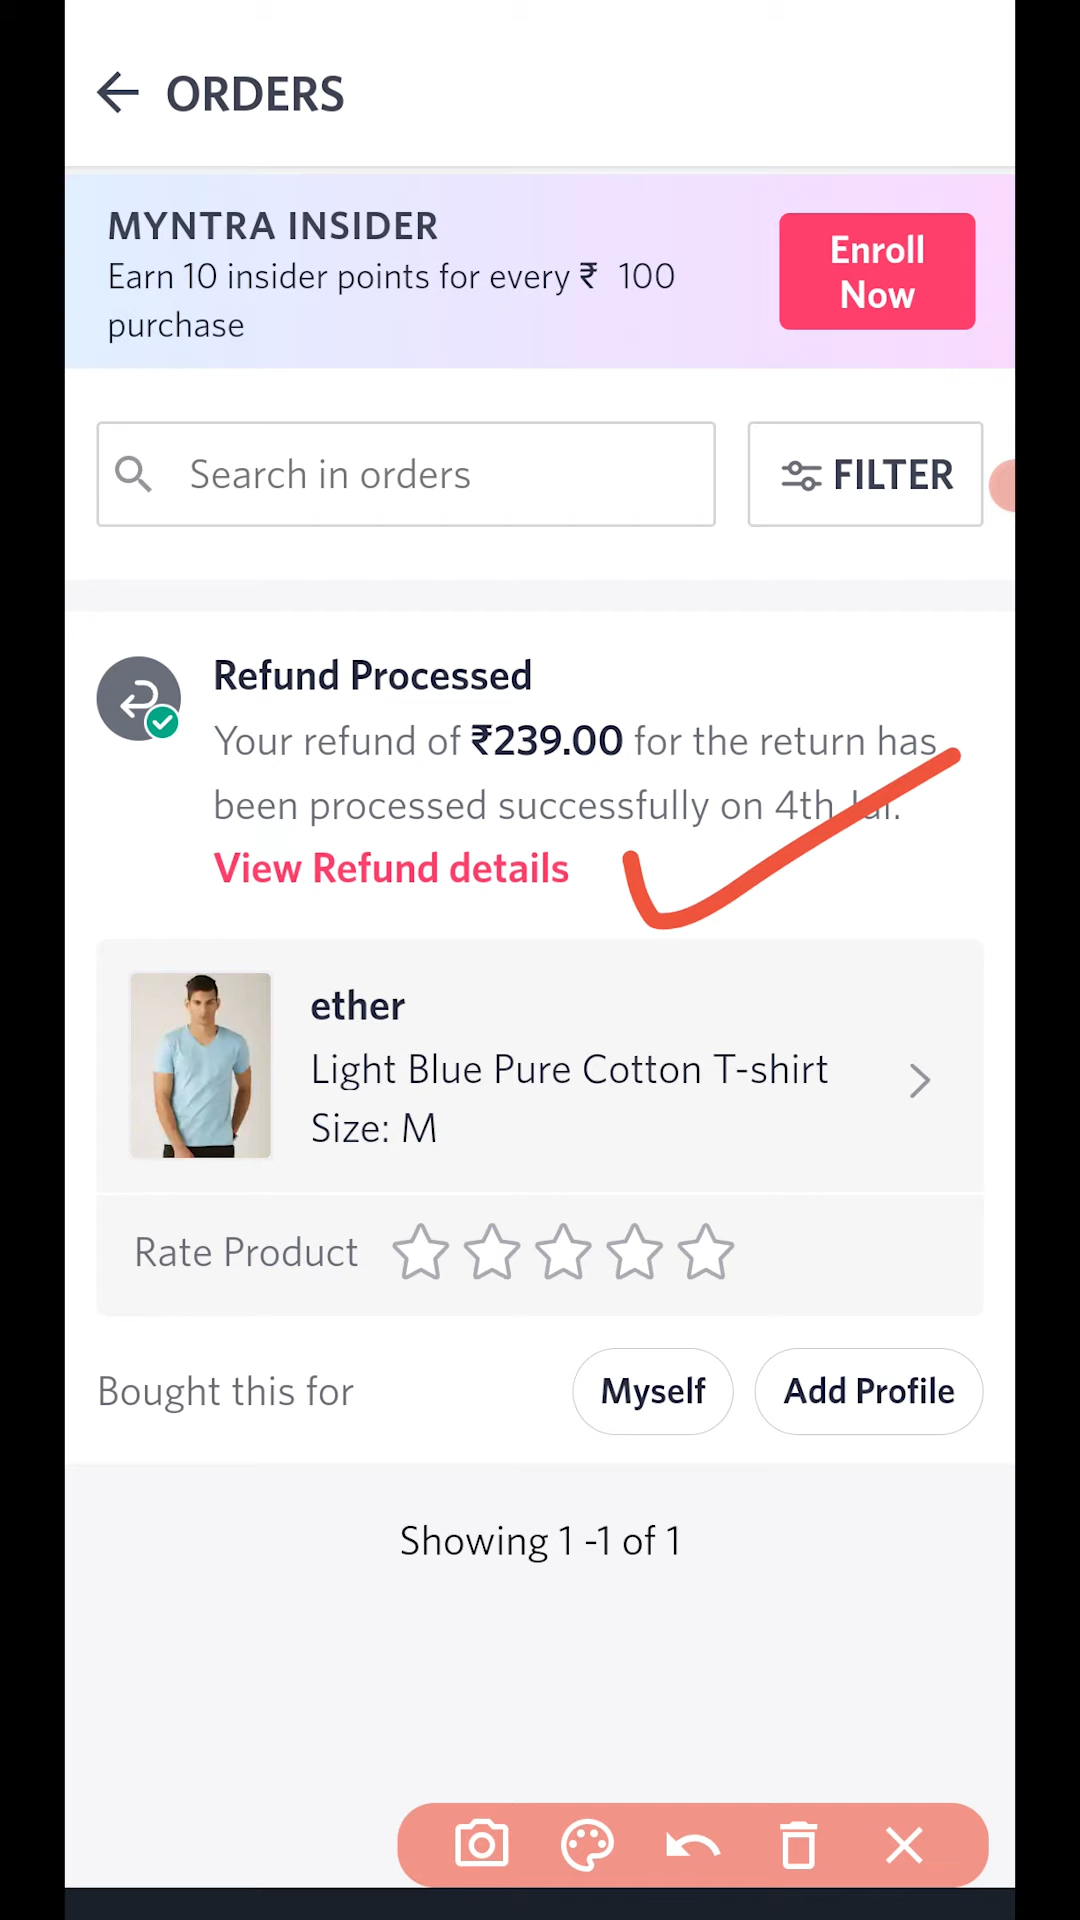 ORDERS
MYNTRA INSIDER
Earn 10 insider points for every ₹ 100
purchase
Enroll
Now
Search in orders
FILTER
Refund Processed
Your refund of ₹239.00 for the return has
been processed successfully on 4th Jul.
View Refund details
ether
Light Blue Pure Cotton T-shirt
Size: M
Rate Product
Bought this for
Myself
Add Profile
Showing 1 -1 of 1